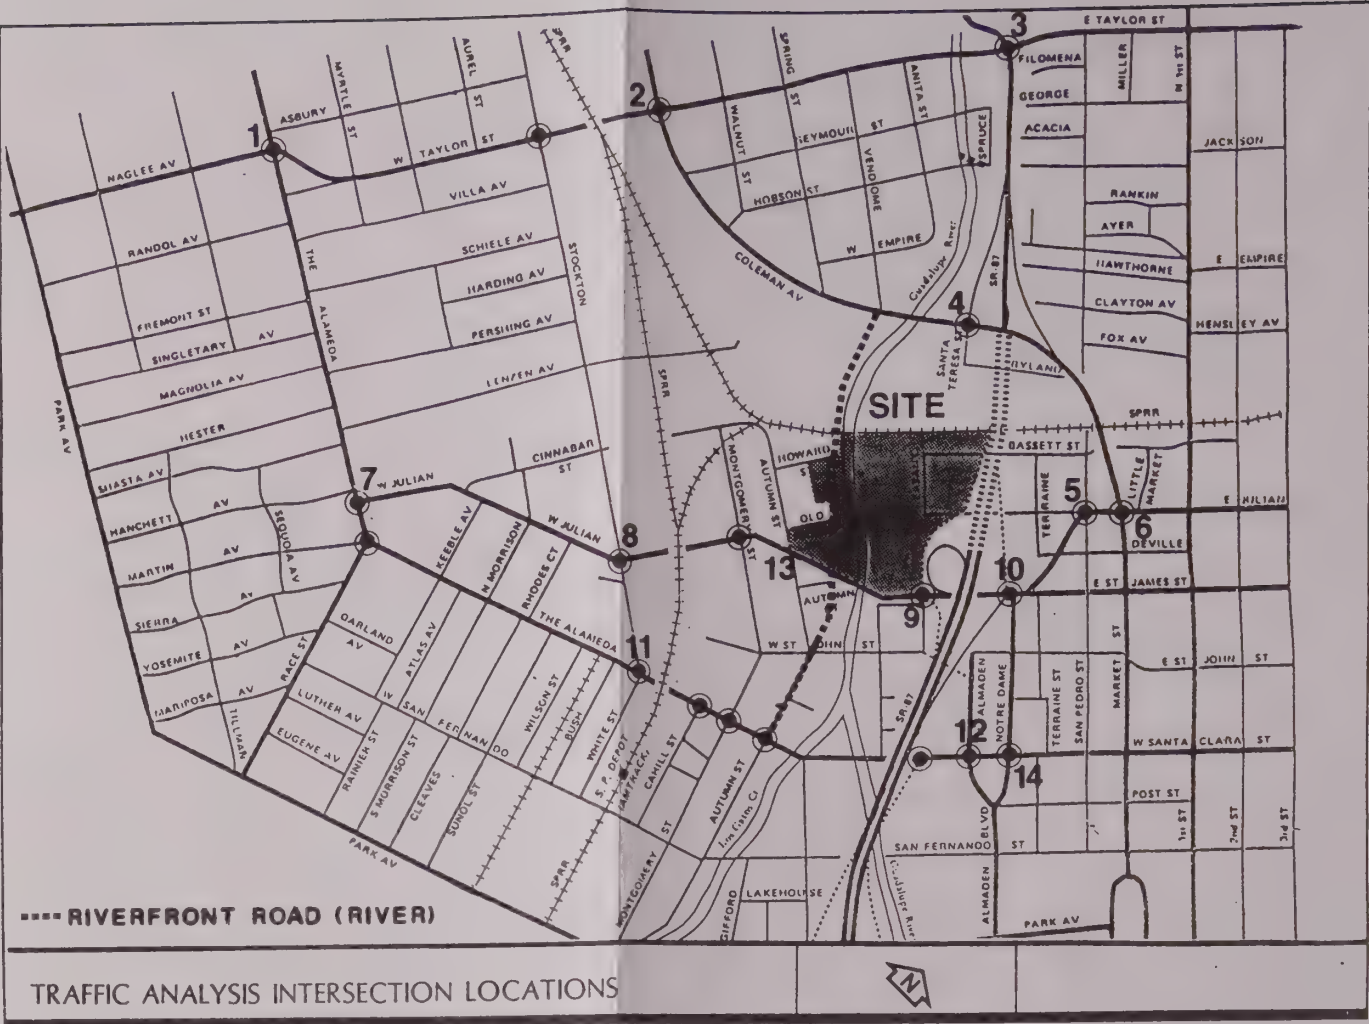 3
E TAYLOR ST
FILOMENA
MILLER
N 1st ST
GEORGE
ACACIA
JACKSON
SPRR
AUREL ST
MYRTLE ST
SPRING ST
ANITA ST
2
1
ASBURY
W TAYLOR ST
NAGLEE AV
WALNUT ST
SEYMOUR ST
VENDOME
SPRUCE
HOBSON ST
VILLA AV
RANKIN
AYER
W EMPIRE
E EMPIRE
RANDOL AV
THE ALAMEDA
SCHIELE AV
STOCKTON
COLEMAN AV
Guadalupe River
SR-87
HAWTHORNE
HARDING AV
CLAYTON AV
4
FREMONT ST
PERSHING AV
HENSLEY AV
FOX AV
SINGLETARY AV
SANTA TERESA ST
RYLAND
MAGNOLIA AV
LENZEN AV
SPRR
PARK AV
SITE
SPRR
HESTER
BASSETT ST
CINNABAR ST
MONTGOMERY ST
AUTUMN ST
HOWARD ST
SHASTA AV
7
W JULIAN
TERRAINE
5
LITTLE MARKET
E JULIAN
HANCHETT AV
SEQUOIA AV
KEEBLE AV
N MORRISON
W JULIAN
8
OLD
6
DEVILLE
MARTIN AV
RHODES CT
13
10
E ST JAMES ST
SIERRA AV
GARLAND AV
ATLAS AV
THE ALAMEDA
AUTUMN
9
YOSEMITE AV
RACE ST
11
W ST JOHN ST
MARKET ST
E ST JOHN ST
MARIPOSA AV
TILLMAN
LUTHER AV
W SAN FERNANDO
WILSON ST
BUSH
WHITE ST
SR-87
ALMADEN
NOTRE DAME
TERRAINE ST
SAN PEDRO ST
EUGENE AV
RAINIER ST
S MORRISON ST
CLEAVES
SUNOL ST
S. P. DEPOT
(AMTRACK)
CAHILL ST
AUTUMN ST
12
14
W SANTA CLARA ST
POST ST
Los Gatos Cr
PARK AV
SPRR
MONTGOMERY ST
SAN FERNANDO ST
ALMADEN BLVD
1st ST
2nd ST
3rd ST
GIFFORD
LAKEHOUSE
Guadalupe River
PARK AV
RIVERFRONT ROAD (RIVER)
TRAFFIC ANALYSIS INTERSECTION LOCATIONS
N